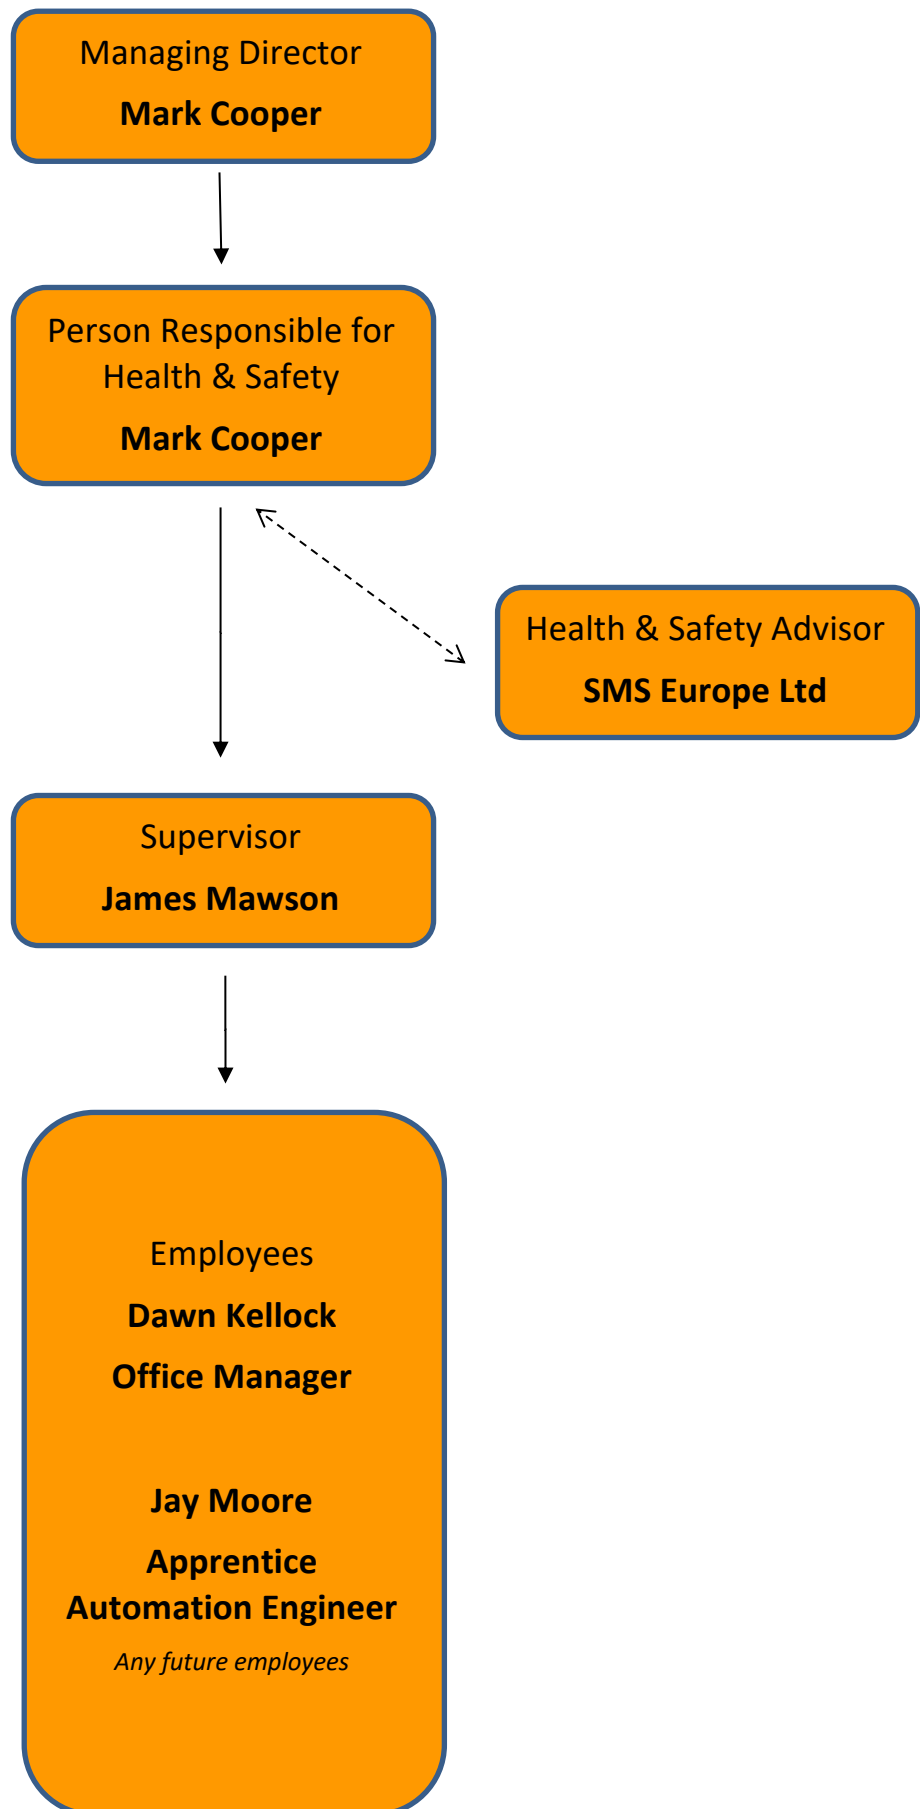 Managing Director
Mark Cooper
Person Responsible for
Health & Safety
Mark Cooper
Health & Safety Advisor
SMS Europe Ltd
Supervisor
James Mawson
Employees
Dawn Kellock
Office Manager
Jay Moore
Apprentice
Automation Engineer
Any future employees